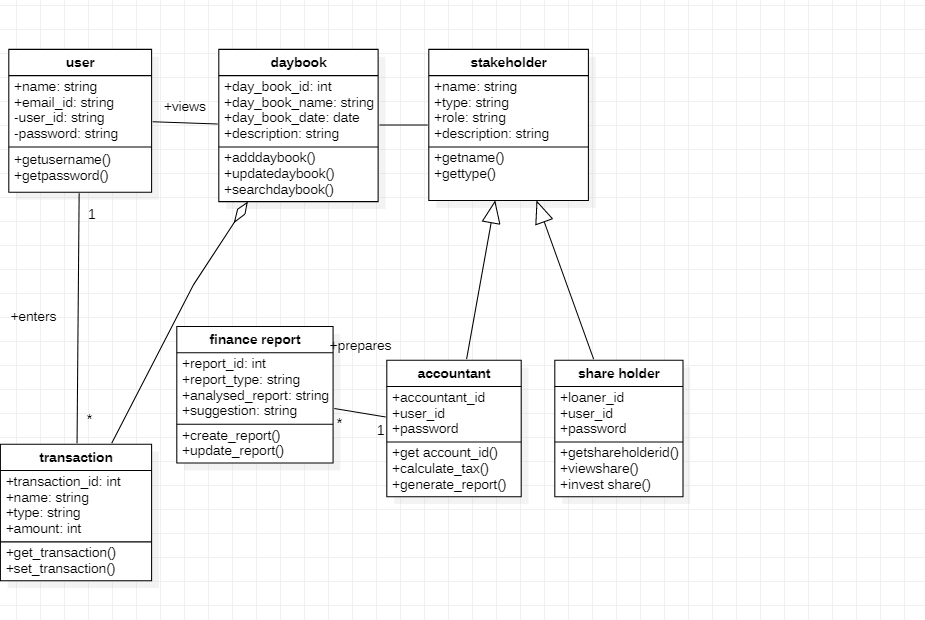 user
+name: string
+email_id: string
-user_id: string
-password: string
+getusername()
+getpassword()
+views
daybook
+day_book_id: int
+day_book_name: string
+day_book_date: date
+description: string
+adddaybook()
+updatedaybook()
+searchdaybook()
stakeholder
+name: string
+type: string
+role: string
+description: string
+getname()
+gettype()
1
+enters
*
finance report
+report_id: int
+report_type: string
+analysed_report: string
+suggestion: string
+create_report()
+update_report()
+prepares
*
1
accountant
+accountant_id
+user_id
+password
+get account_id()
+calculate_tax()
+generate_report()
share holder
+loaner_id
+user_id
+password
+getshareholderid()
+viewshare()
+invest share()
transaction
+transaction_id: int
+name: string
+type: string
+amount: int
+get_transaction()
+set_transaction()